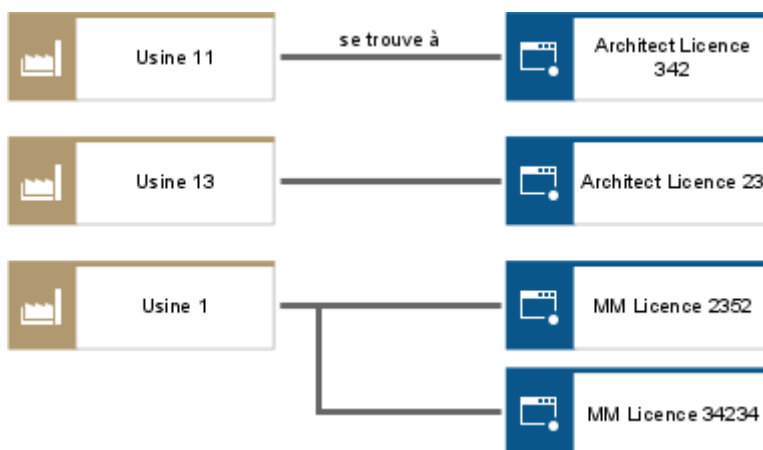 Usine 11
se trouve à
Architect Licence
342
Usine 13
Architect Licence 23
Usine 1
MM Licence 2352
MM Licence 34234